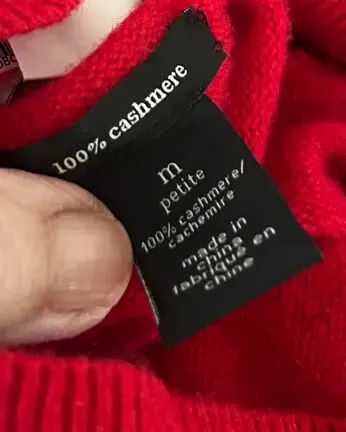 100% cashmere
m
petite
100% cashmere/
cachemire
made in
china
fabriqué en
chine